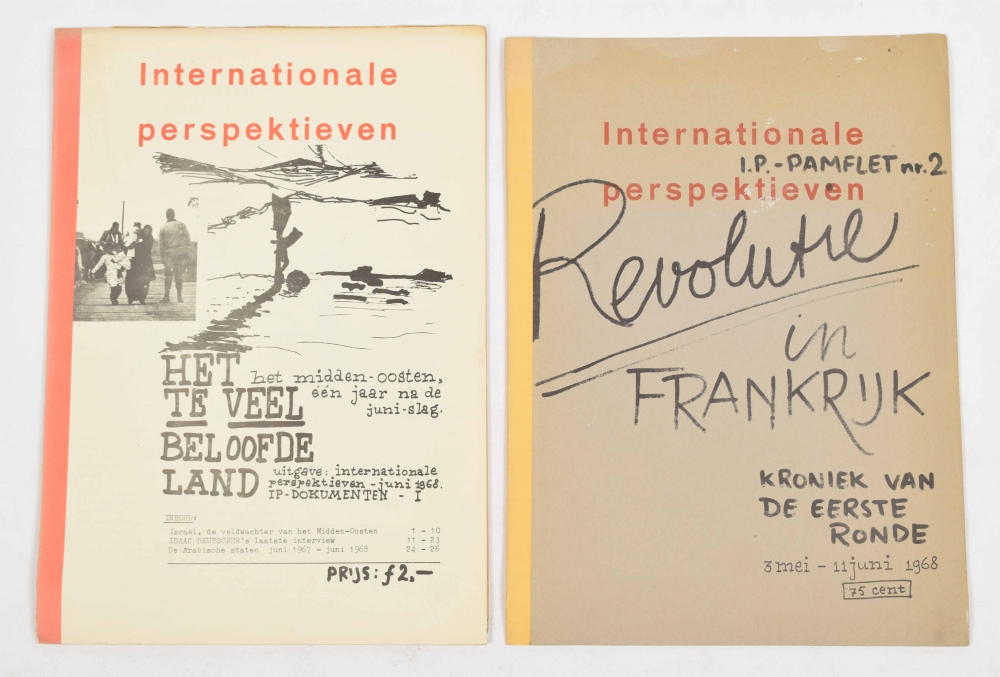 Internationale
perspektieven
HET
TE VEEL
BELOOFDE
LAND
het midden-oosten,
één jaar na de
juni-slag.
uitgave: internationale
perspektieven - juni 1968.
IP-DOKUMENTEN - I
INHOUD:
Israel, de veldwachter van het Midden-Oosten 1 - 10
ISAAC DEUTSCHER's laatste interview 11 - 23
De Arabische staten juni 1967 - juni 1968 24 - 26
PRIJS: f 2,—
Internationale
I.P.-PAMFLET nr. 2
perspektieven
Revolutie
in
FRANKRIJK
KRONIEK VAN
DE EERSTE
RONDE
3 mei - 11 juni 1968
75 cent